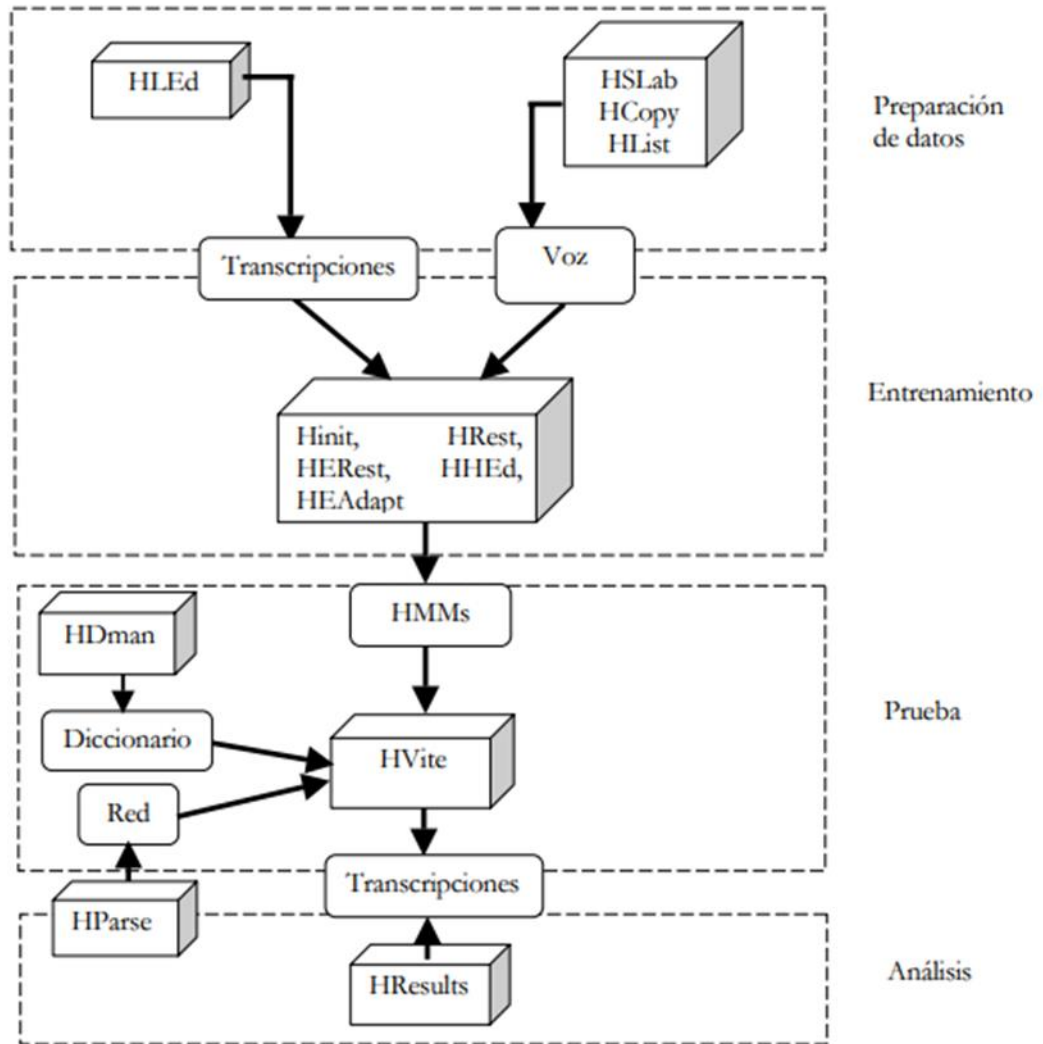 HLEd
HSLab
HCopy
HList
Preparación
de datos
Transcripciones
Voz
Entrenamiento
Hinit, HRest,
HERest, HHEd,
HEAdapt
HMMs
HDman
Prueba
Diccionario
HVite
Red
Transcripciones
HParse
Análisis
HResults